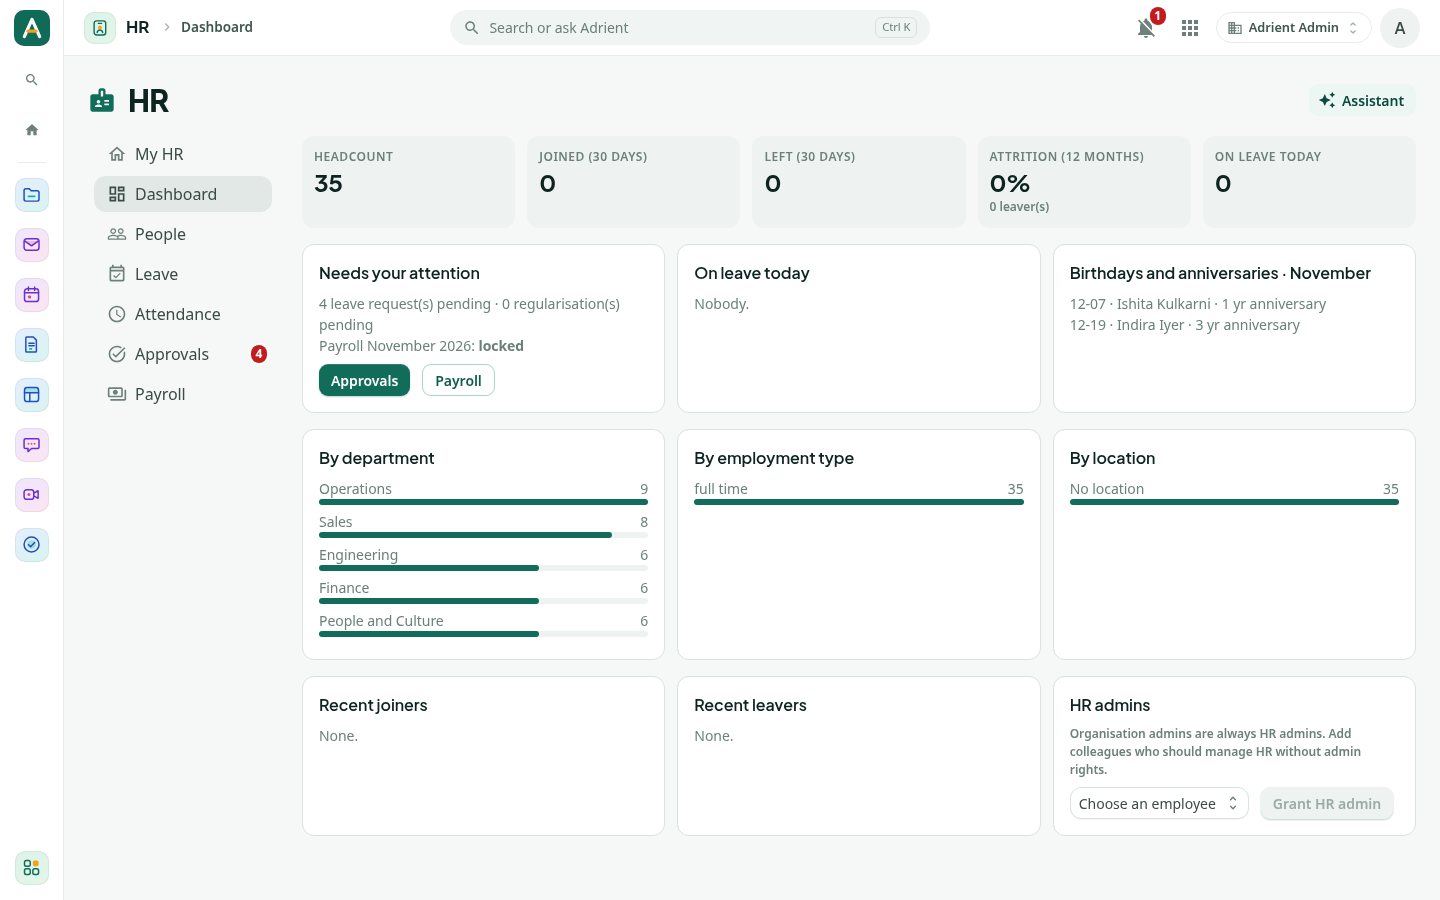 HR
Dashboard
Search or ask Adrient
Ctrl K
1
Adrient Admin
A
HR
Assistant
My HR
Dashboard
People
Leave
Attendance
Approvals
4
Payroll
HEADCOUNT
35
JOINED (30 DAYS)
0
LEFT (30 DAYS)
0
ATTRITION (12 MONTHS)
0%
0 leaver(s)
ON LEAVE TODAY
0
Needs your attention
4 leave request(s) pending · 0 regularisation(s)
pending
Payroll November 2026: locked
Approvals
Payroll
On leave today
Nobody.
Birthdays and anniversaries · November
12-07 · Ishita Kulkarni · 1 yr anniversary
12-19 · Indira Iyer · 3 yr anniversary
By department
Operations 9
Sales 8
Engineering 6
Finance 6
People and Culture 6
By employment type
full time 35
By location
No location 35
Recent joiners
None.
Recent leavers
None.
HR admins
Organisation admins are always HR admins. Add
colleagues who should manage HR without admin
rights.
Choose an employee
Grant HR admin